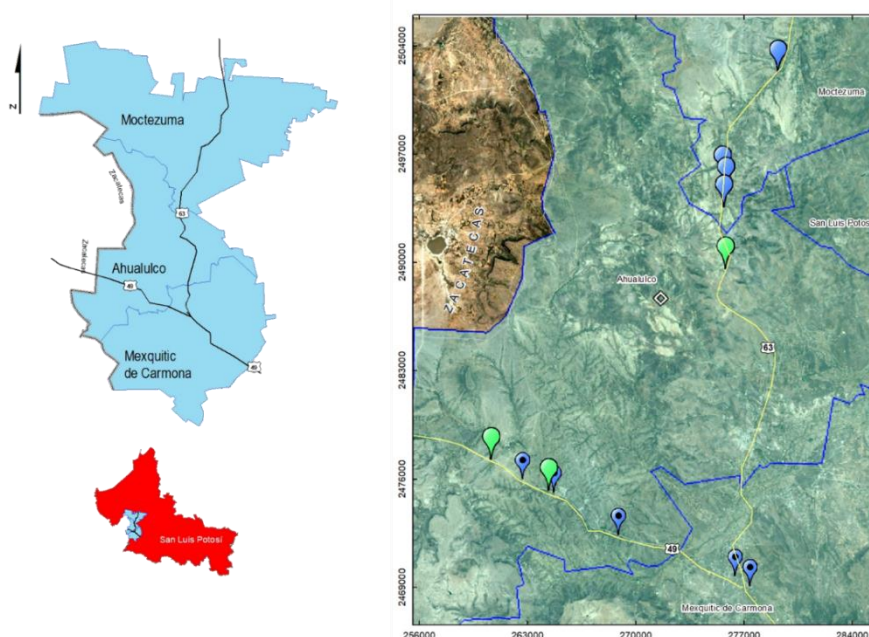 N
Moctezuma
Zacatecas
63
Zacatecas
Ahualulco
49
Mexquitic
de Carmona
49
San Luis Potosí
2504000
2497000
2490000
2483000
2476000
2469000
ZACATECAS
Moctezuma
San Luis Potos
Ahualulco
63
49
Mexquitic de Carmona
256000
263000
270000
277000
284000